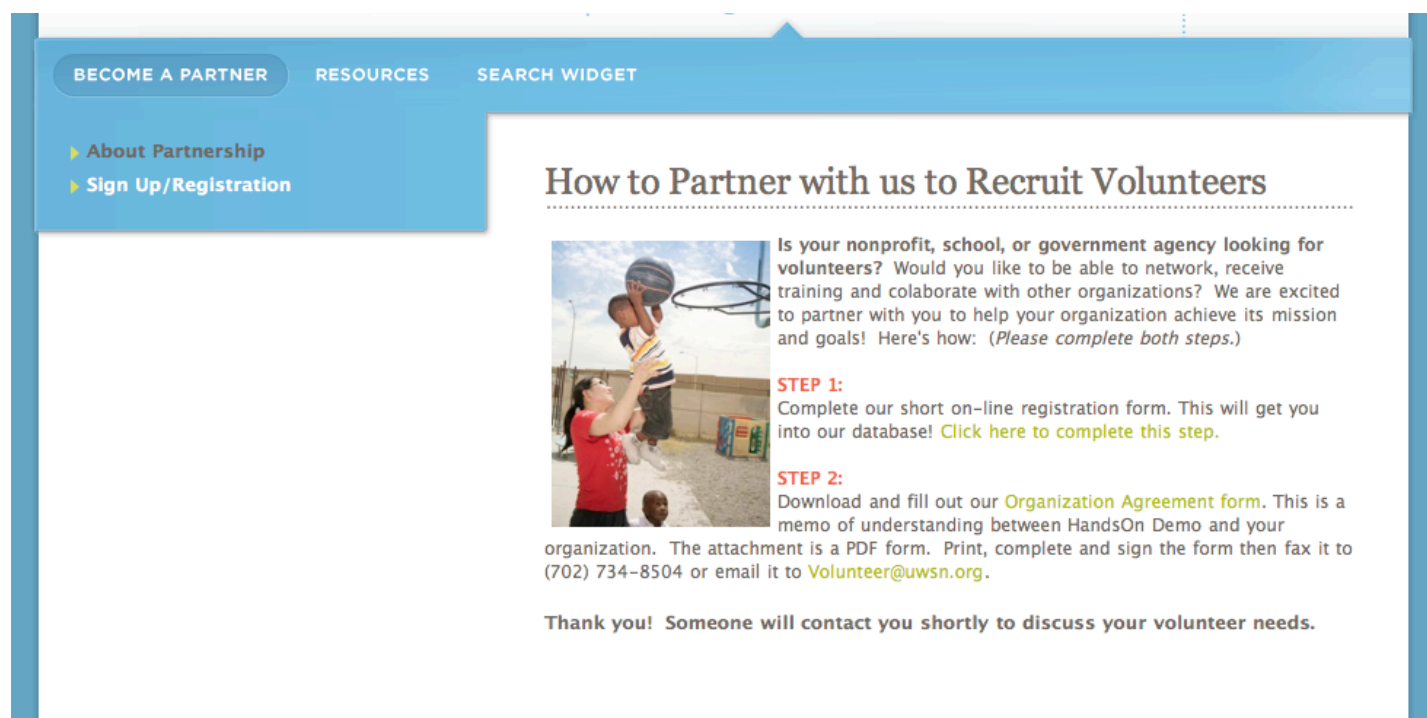 BECOME A PARTNER RESOURCES SEARCH WIDGET
About Partnership
Sign Up/Registration
How to Partner with us to Recruit Volunteers
Is your nonprofit, school, or government agency looking for
volunteers? Would you like to be able to network, receive
training and colaborate with other organizations? We are excited
to partner with you to help your organization achieve its mission
and goals! Here's how: (Please complete both steps.)
STEP 1:
Complete our short on-line registration form. This will get you
into our database! Click here to complete this step.
STEP 2:
Download and fill out our Organization Agreement form. This is a
memo of understanding between HandsOn Demo and your
organization. The attachment is a PDF form. Print, complete and sign the form then fax it to
(702) 734-8504 or email it to Volunteer@uwsn.org.
Thank you! Someone will contact you shortly to discuss your volunteer needs.